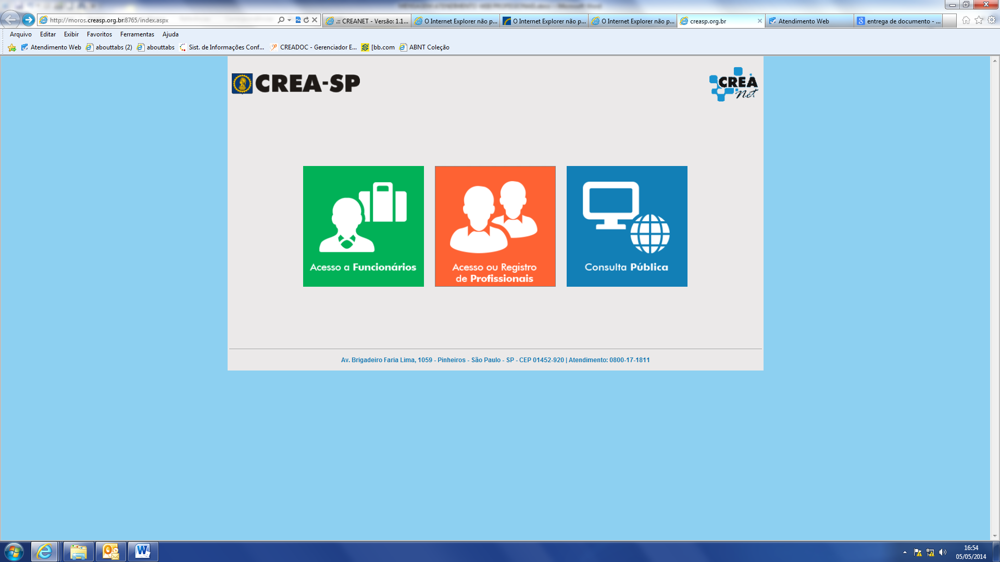 http://moros.creasp.org.br:8765/index.aspx
.:: CREANET - Versão: 1.1...
O Internet Explorer não p...
O Internet Explorer não p...
O Internet Explorer não p...
creasp.org.br
Atendimento Web
entrega de documento - ...
Arquivo Editar Exibir Favoritos Ferramentas Ajuda
Atendimento Web abouttabs (2) abouttabs Sist. de Informações Conf... CREADOC - Gerenciador E... [bb.com ABNT Coleção
CREA-SP
CREA
Net
Acesso a Funcionários
Acesso ou Registro
de Profissionais
Consulta Pública
Av. Brigadeiro Faria Lima, 1059 - Pinheiros - São Paulo - SP - CEP 01452-920 | Atendimento: 0800-17-1811
16:54
05/05/2014